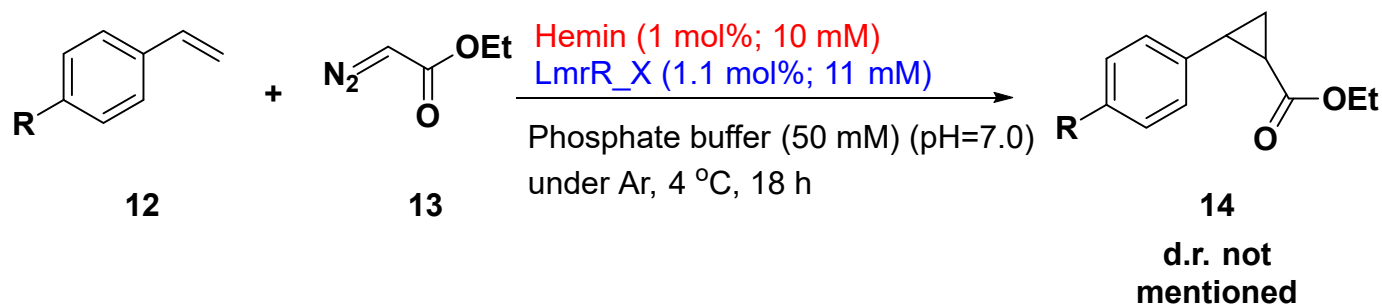 R
+
N2
OEt
O
Hemin (1 mol%; 10 mM)
LmrR_X (1.1 mol%; 11 mM)
Phosphate buffer (50 mM) (pH=7.0)
under Ar, 4 °C, 18 h
R
OEt
O
12
13
14
d.r. not
mentioned